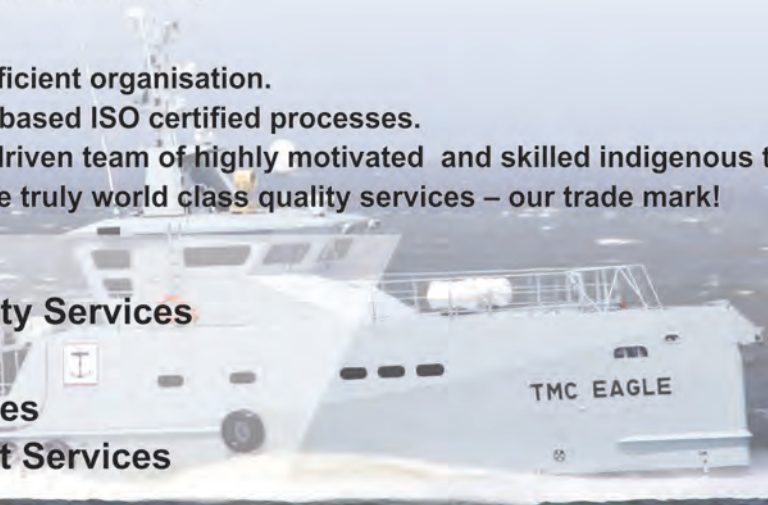 ficient organisation.
based ISO certified processes.
driven team of highly motivated and skilled indigenous t
e truly world class quality services – our trade mark!
ty Services
TMC EAGLE
es
t Services